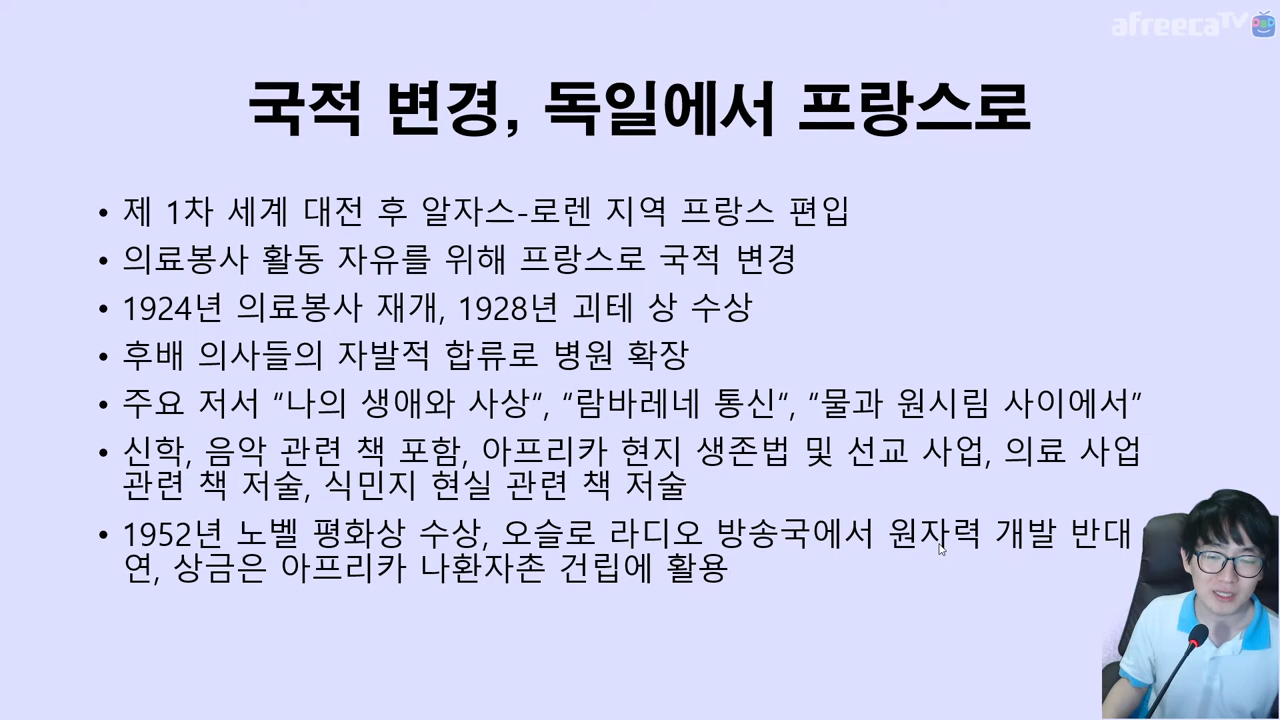 afreecaTV
국적 변경, 독일에서 프랑스로
• 제 1차 세계 대전 후 알자스-로렌 지역 프랑스 편입
• 의료봉사 활동 자유를 위해 프랑스로 국적 변경
• 1924년 의료봉사 재개, 1928년 괴테 상 수상
• 후배 의사들의 자발적 합류로 병원 확장
• 주요 저서 “나의 생애와 사상“, “람바레네 통신“, “물과 원시림 사이에서”
• 신학, 음악 관련 책 포함, 아프리카 현지 생존법 및 선교 사업, 의료 사업
관련 책 저술, 식민지 현실 관련 책 저술
• 1952년 노벨 평화상 수상, 오슬로 라디오 방송국에서 원자력 개발 반대
연, 상금은 아프리카 나환자촌 건립에 활용